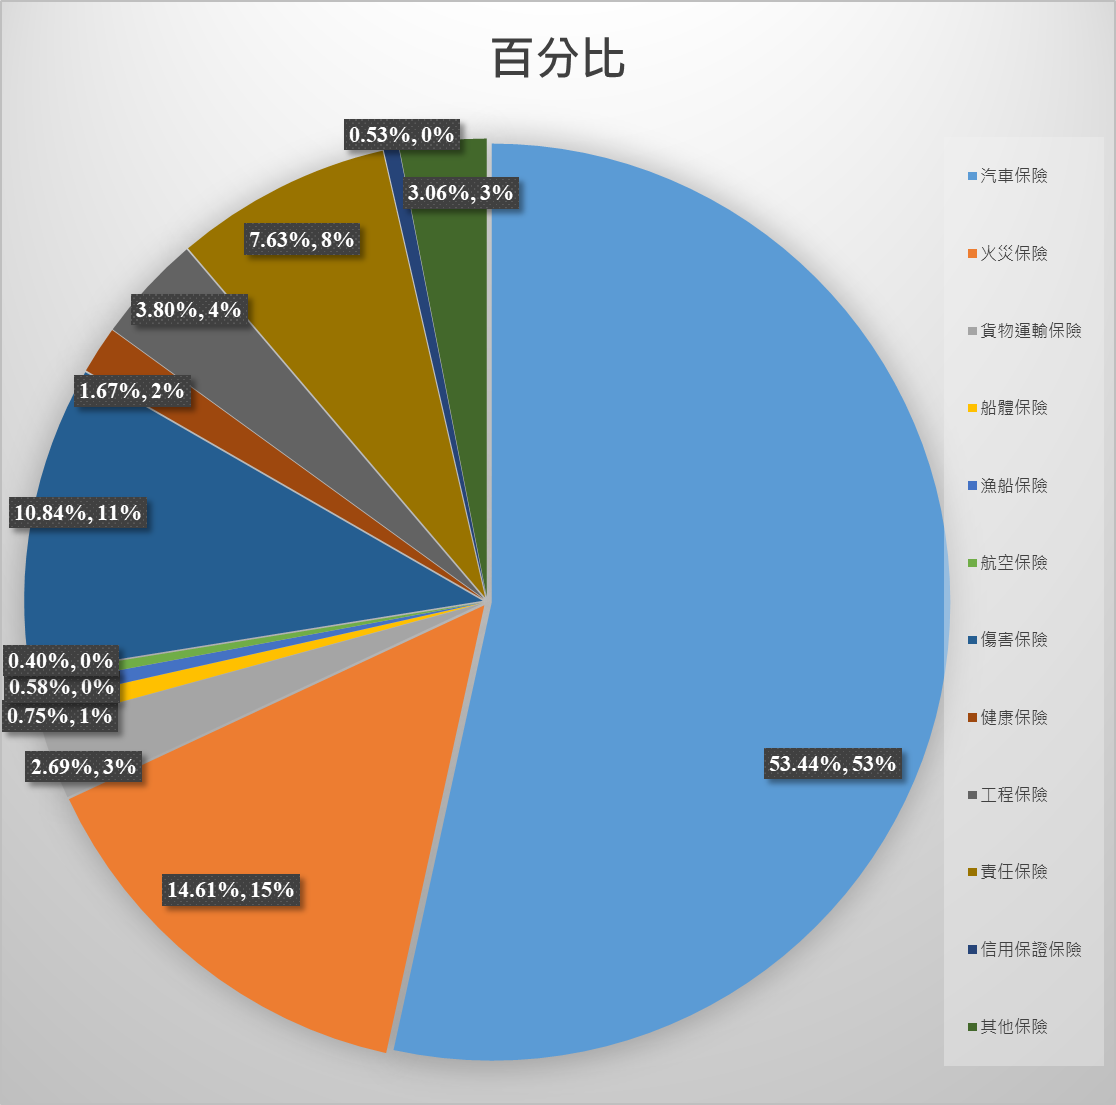 百分比
0.53%, 0%
3.06%, 3%
7.63%, 8%
3.80%, 4%
1.67%, 2%
10.84%, 11%
0.40%, 0%
0.58%, 0%
0.75%, 1%
2.69%, 3%
14.61%, 15%
53.44%, 53%
汽車保險
火災保險
貨物運輸保險
船體保險
漁船保險
航空保險
傷害保險
健康保險
工程保險
責任保險
信用保證保險
其他保險